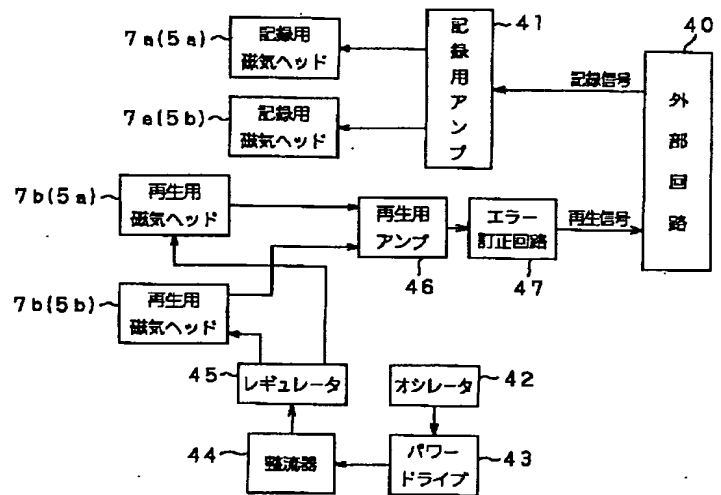 7a(5a)
記録用
磁気ヘッド
41
40
記録用アンプ
記録信号
外部回路
7a(5b)
記録用
磁気ヘッド
7b(5a)
再生用
磁気ヘッド
再生用
アンプ
46
エラー
訂正回路
47
再生信号
7b(5b)
再生用
磁気ヘッド
45
レギュレータ
オシレータ
42
44
整流器
パワー
ドライブ
43